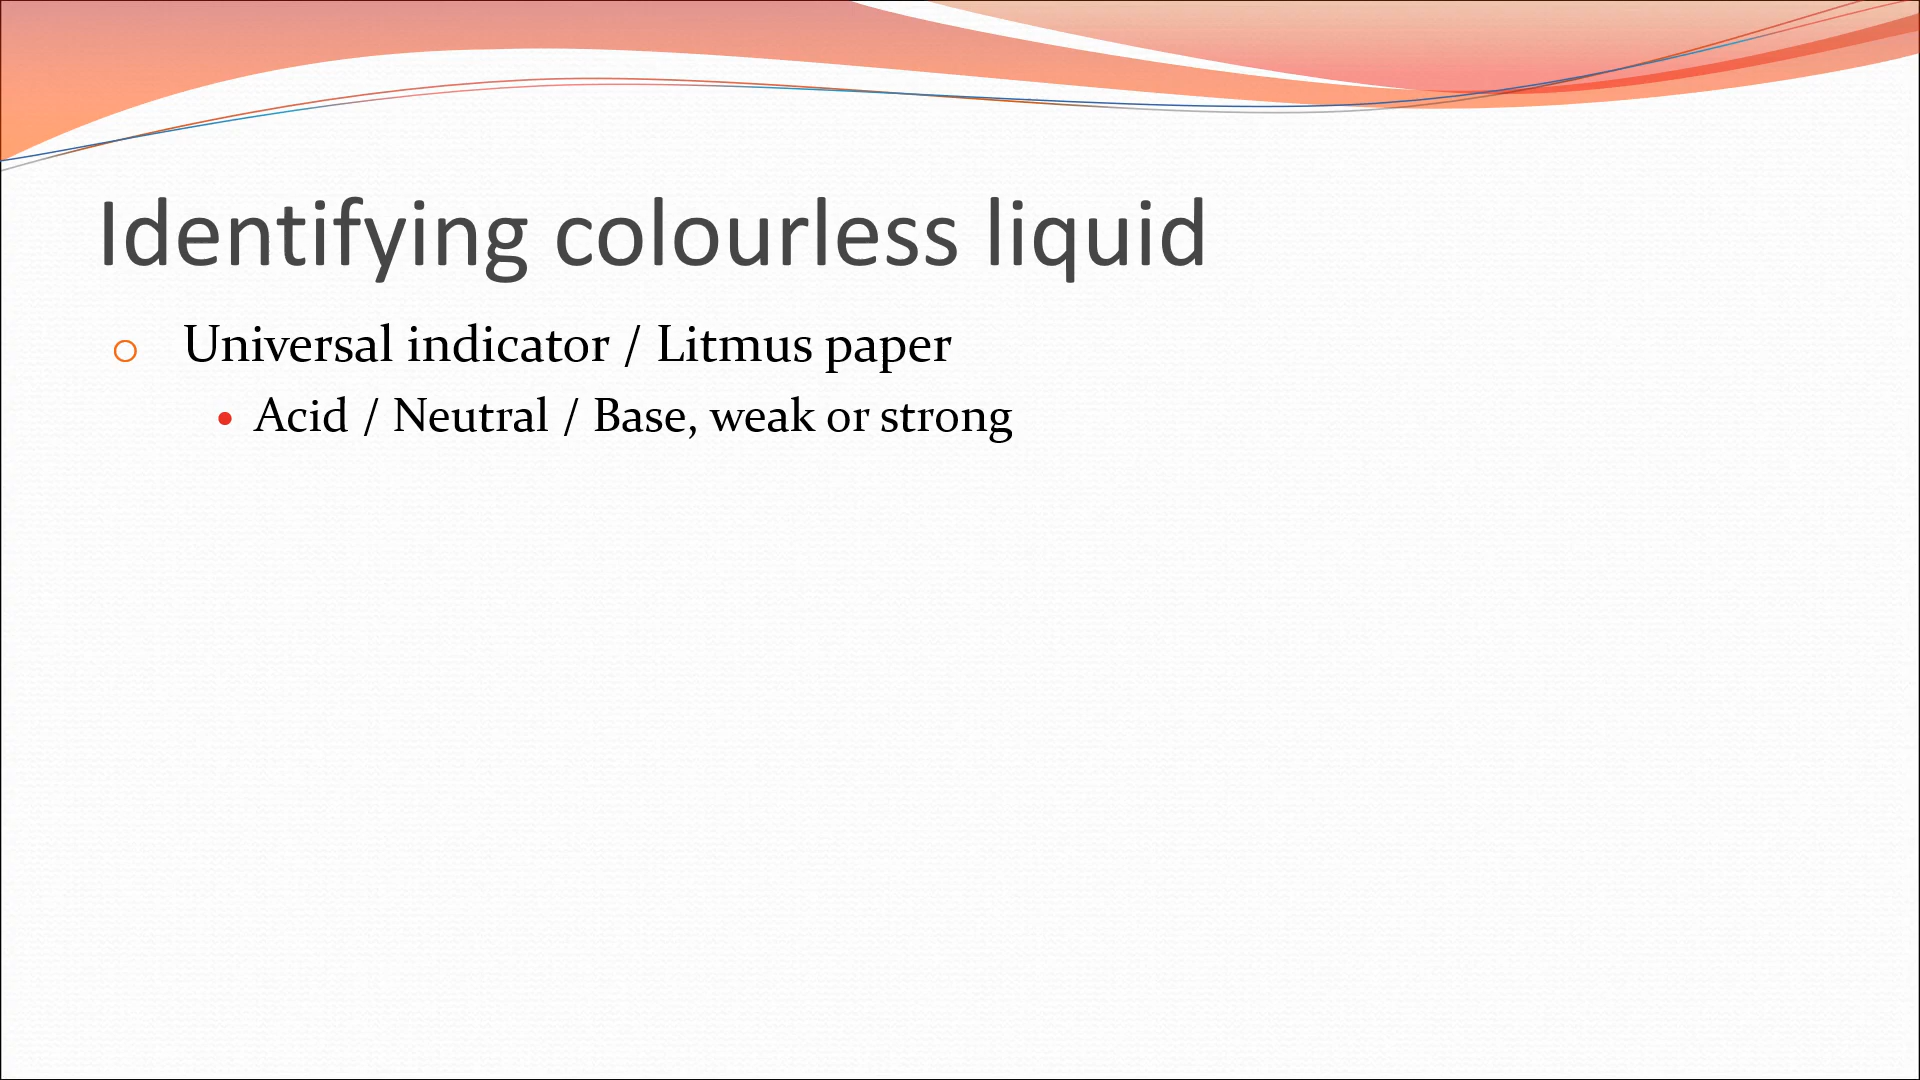 Identifying colourless liquid
Universal indicator / Litmus paper
Acid / Neutral / Base, weak or strong